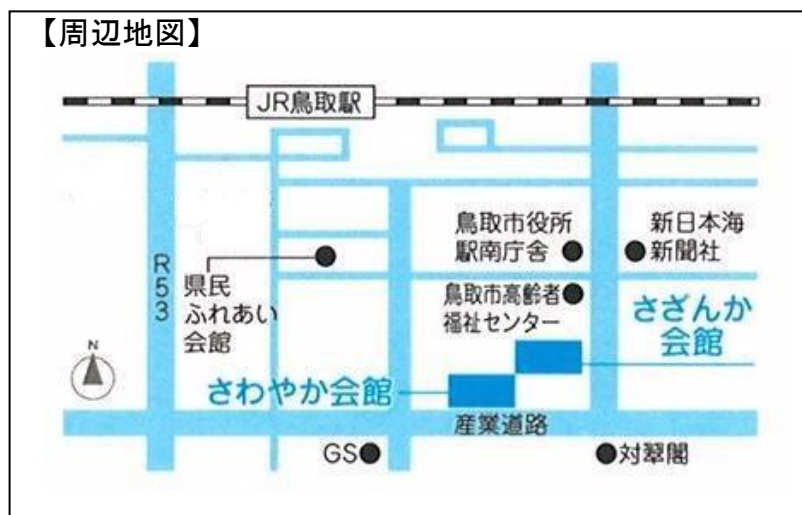 【周辺地図】
JR鳥取駅
鳥取市役所
駅南庁舎
新日本海
新聞社
R53
県民
ふれあい
会館
鳥取市高齢者
福祉センター
さざんか
会館
N
さわやか会館
産業道路
GS
対翠閣